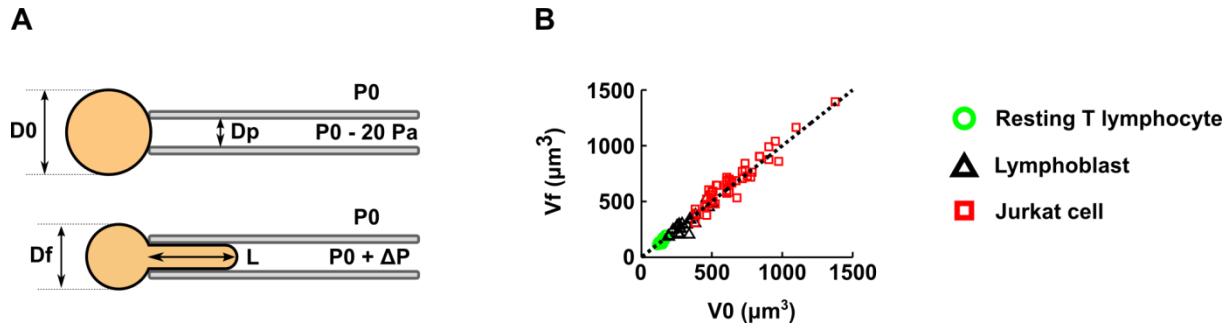 A
P0
D0
Dp
P0 - 20 Pa
P0
Df
L
P0 + ΔP
B
1500
1000
500
0
Vf (μm³)
0 500 1000 1500
V0 (μm³)
Resting T lymphocyte
Lymphoblast
Jurkat cell